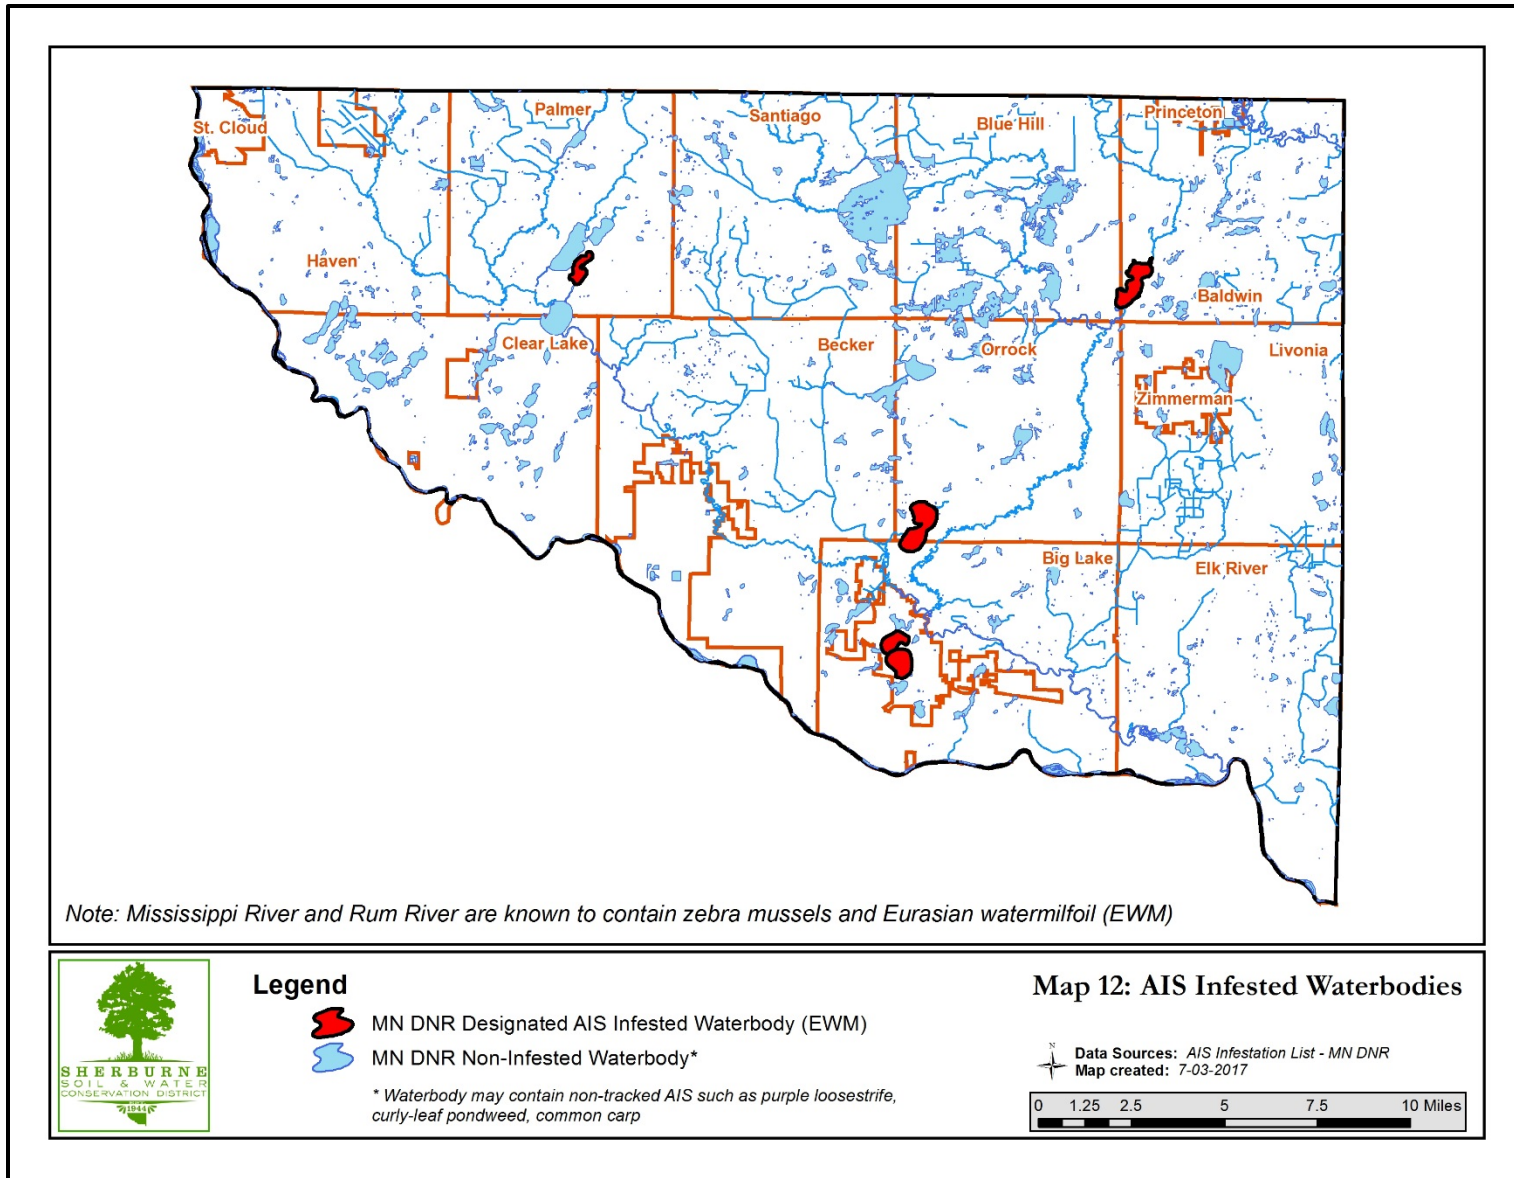 Palmer
Santiago
Blue Hill
Princeton
St. Cloud
Haven
Baldwin
Clear Lake
Becker
Orrock
Livonia
Zimmerman
Big Lake
Elk River
Note: Mississippi River and Rum River are known to contain zebra mussels and Eurasian watermilfoil (EWM)
SHERBURNE
SOIL & WATER
CONSERVATION DISTRICT
1944
Legend
MN DNR Designated AIS Infested Waterbody (EWM)
MN DNR Non-Infested Waterbody*
* Waterbody may contain non-tracked AIS such as purple loosestrife,
curly-leaf pondweed, common carp
Map 12: AIS Infested Waterbodies
N
Data Sources: AIS Infestation List - MN DNR
Map created: 7-03-2017
0 1.25 2.5 5 7.5 10 Miles